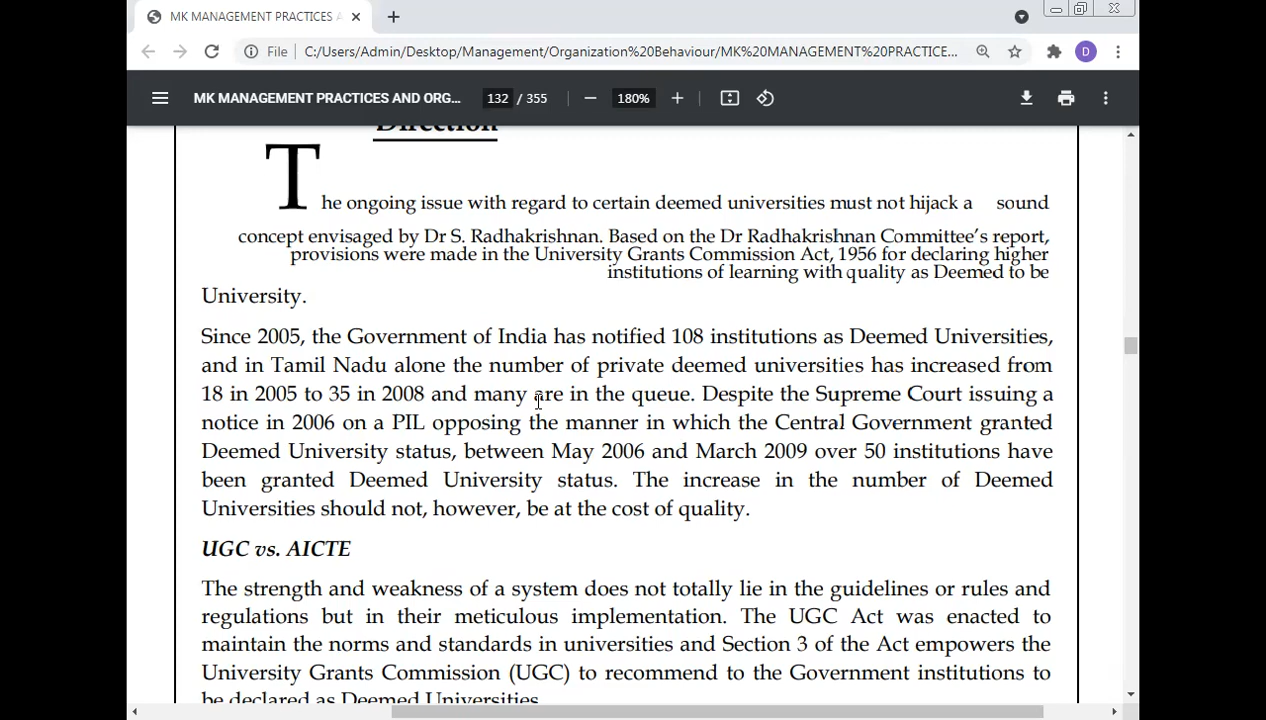 MK MANAGEMENT PRACTICES A
File C:/Users/Admin/Desktop/Management/Organization%20Behaviour/MK%20MANAGEMENT%20PRACTICE... D
MK MANAGEMENT PRACTICES AND ORG... 132 / 355 180%
Direction
The ongoing issue with regard to certain deemed universities must not hijack a sound
concept envisaged by Dr S. Radhakrishnan. Based on the Dr Radhakrishnan Committee's report,
provisions were made in the University Grants Commission Act, 1956 for declaring higher
institutions of learning with quality as Deemed to be
University.
Since 2005, the Government of India has notified 108 institutions as Deemed Universities,
and in Tamil Nadu alone the number of private deemed universities has increased from
18 in 2005 to 35 in 2008 and many are in the queue. Despite the Supreme Court issuing a
notice in 2006 on a PIL opposing the manner in which the Central Government granted
Deemed University status, between May 2006 and March 2009 over 50 institutions have
been granted Deemed University status. The increase in the number of Deemed
Universities should not, however, be at the cost of quality.
UGC vs. AICTE
The strength and weakness of a system does not totally lie in the guidelines or rules and
regulations but in their meticulous implementation. The UGC Act was enacted to
maintain the norms and standards in universities and Section 3 of the Act empowers the
University Grants Commission (UGC) to recommend to the Government institutions to
be declared as Deemed Universities.